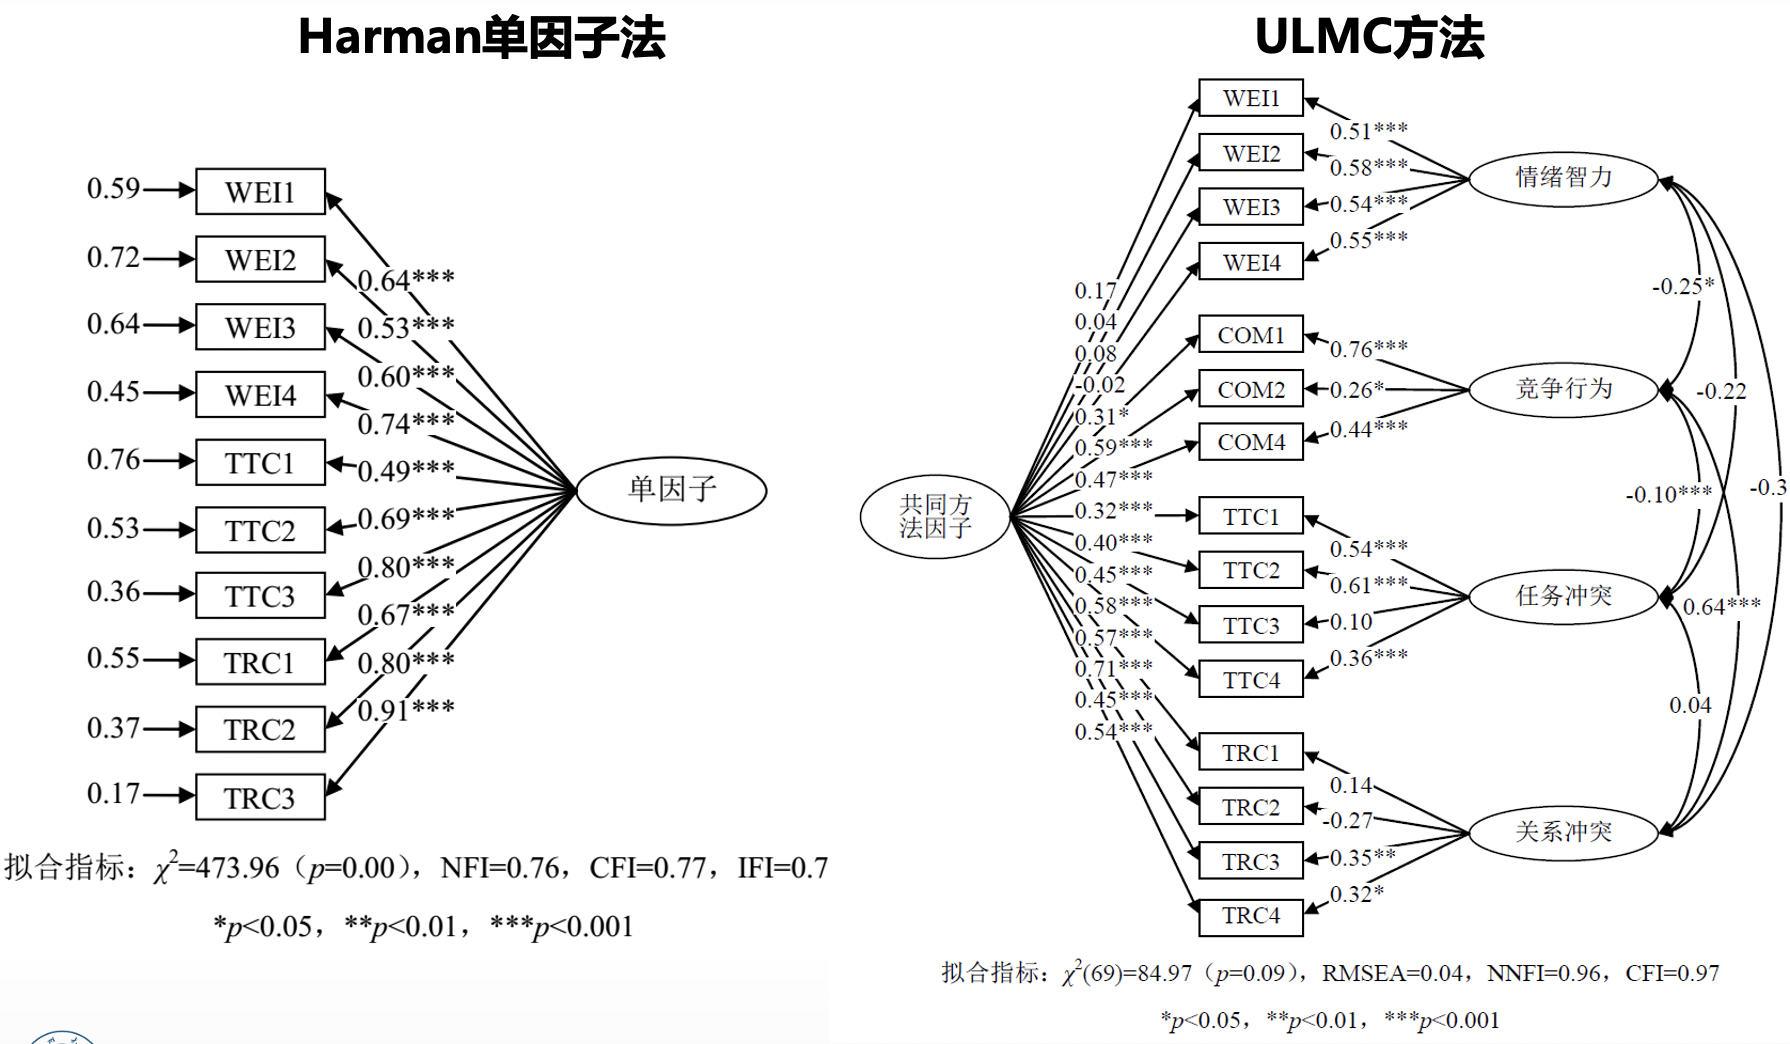 Harman单因子法
0.59
WEI1
0.72
WEI2
0.64
WEI3
0.45
WEI4
0.76
TTC1
0.53
TTC2
0.36
TTC3
0.55
TRC1
0.37
TRC2
0.17
TRC3
0.64***
0.53***
0.60***
0.74***
0.49***
0.69***
0.80***
0.67***
0.80***
0.91***
单因子
拟合指标：χ²=473.96（p=0.00），NFI=0.76，CFI=0.77，IFI=0.7
*p<0.05，**p<0.01，***p<0.001
ULMC方法
共同方
法因子
0.17
0.04
0.08
-0.02
0.31*
0.59***
0.47***
0.32***
0.40***
0.45***
0.58***
0.57***
0.71***
0.45***
0.54***
WEI1
WEI2
WEI3
WEI4
COM1
COM2
COM4
TTC1
TTC2
TTC3
TTC4
TRC1
TRC2
TRC3
TRC4
0.51***
0.58***
0.54***
0.55***
0.76***
0.26*
0.44***
0.54***
0.61***
0.10
0.36***
0.14
-0.27
0.35**
0.32*
情绪智力
竞争行为
任务冲突
关系冲突
-0.25*
-0.22
-0.10***
-0.3
0.64***
0.04
拟合指标：χ²(69)=84.97（p=0.09），RMSEA=0.04，NNFI=0.96，CFI=0.97
*p<0.05，**p<0.01，***p<0.001